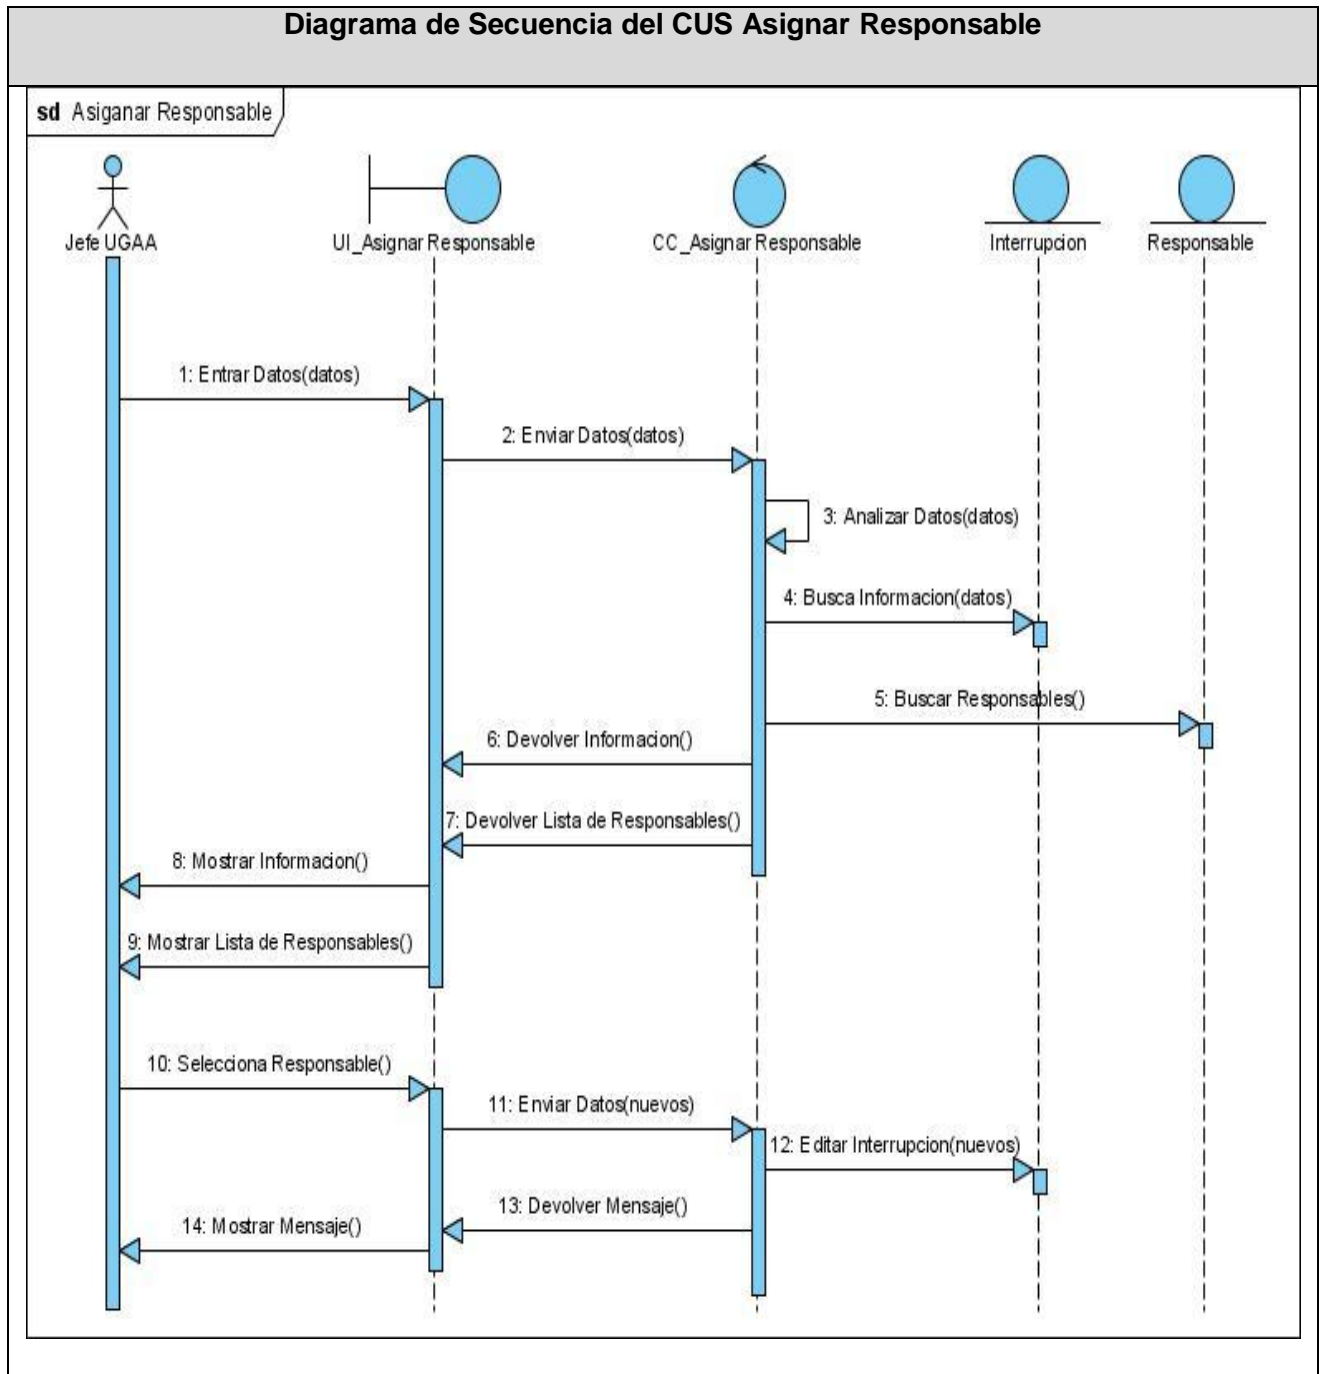 Diagrama de Secuencia del CUS Asignar Responsable
sd Asiganar Responsable
Jefe UGAA
UI_Asignar Responsable
CC_Asignar Responsable
Interrupcion
Responsable
1: Entrar Datos(datos)
2: Enviar Datos(datos)
3: Analizar Datos(datos)
4: Busca Informacion(datos)
5: Buscar Responsables()
6: Devolver Informacion()
7: Devolver Lista de Responsables()
8: Mostrar Informacion()
9: Mostrar Lista de Responsables()
10: Selecciona Responsable()
11: Enviar Datos(nuevos)
12: Editar Interrupcion(nuevos)
13: Devolver Mensaje()
14: Mostrar Mensaje()